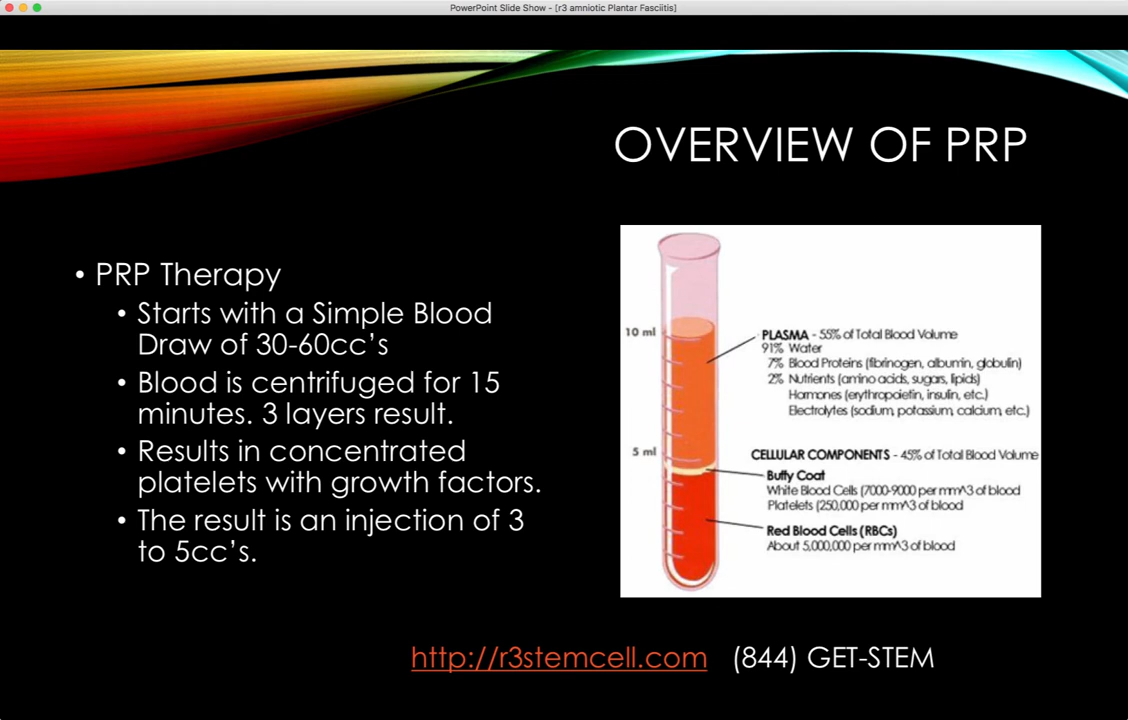 PowerPoint Slide Show - [r3 amniotic Plantar Fasciitis]
OVERVIEW OF PRP
• PRP Therapy
• Starts with a Simple Blood
Draw of 30-60cc's
• Blood is centrifuged for 15
minutes. 3 layers result.
• Results in concentrated
platelets with growth factors.
• The result is an injection of 3
to 5cc's.
10 ml
5 ml
PLASMA - 55% of Total Blood Volume
91% Water
7% Blood Proteins (fibrinogen, albumin, globulin)
2% Nutrients (amino acids, sugars, lipids)
Hormones (erythropoietin, insulin, etc.)
Electrolytes (sodium, potassium, calcium, etc.)
CELLULAR COMPONENTS - 45% of Total Blood Volume
Buffy Coat
White Blood Cells (7000-9000 per mm^3 of blood
Platelets (250,000 per mm^3 of blood
Red Blood Cells (RBCs)
About 5,000,000 per mm^3 of blood
http://r3stemcell.com (844) GET-STEM